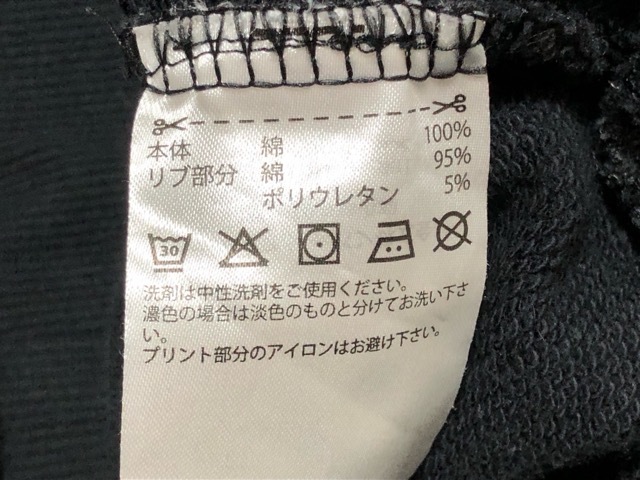 本体 綿 100%
リブ部分 綿 95%
ポリウレタン 5%
30
洗剤は中性洗剤をご使用ください。
濃色の場合は淡色のものと分けてお洗い下さ
い。
プリント部分のアイロンはお避け下さい。